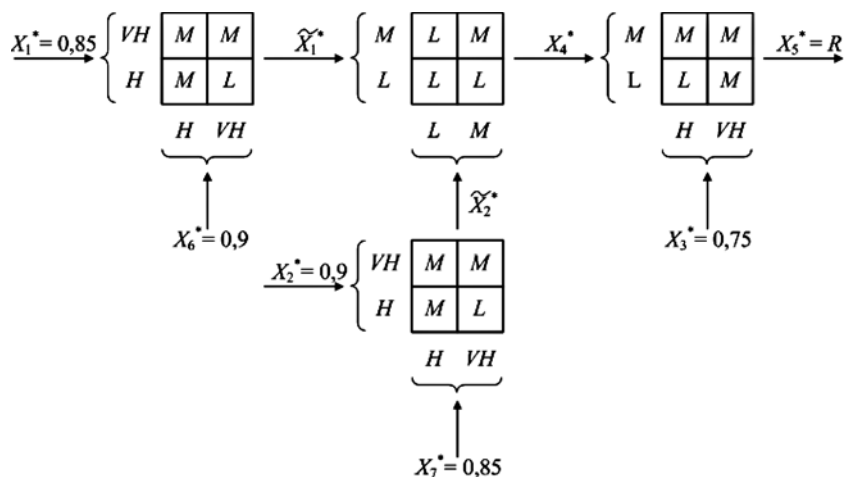 X₁* = 0,85
VH M M
H M L
H VH
X₆* = 0,9
X̃₁*
M L M
L L L
L M
X̃₂*
X₂* = 0,9
VH M M
H M L
H VH
X₇* = 0,85
X₄*
M M M
L L M
H VH
X₃* = 0,75
X₅* = R